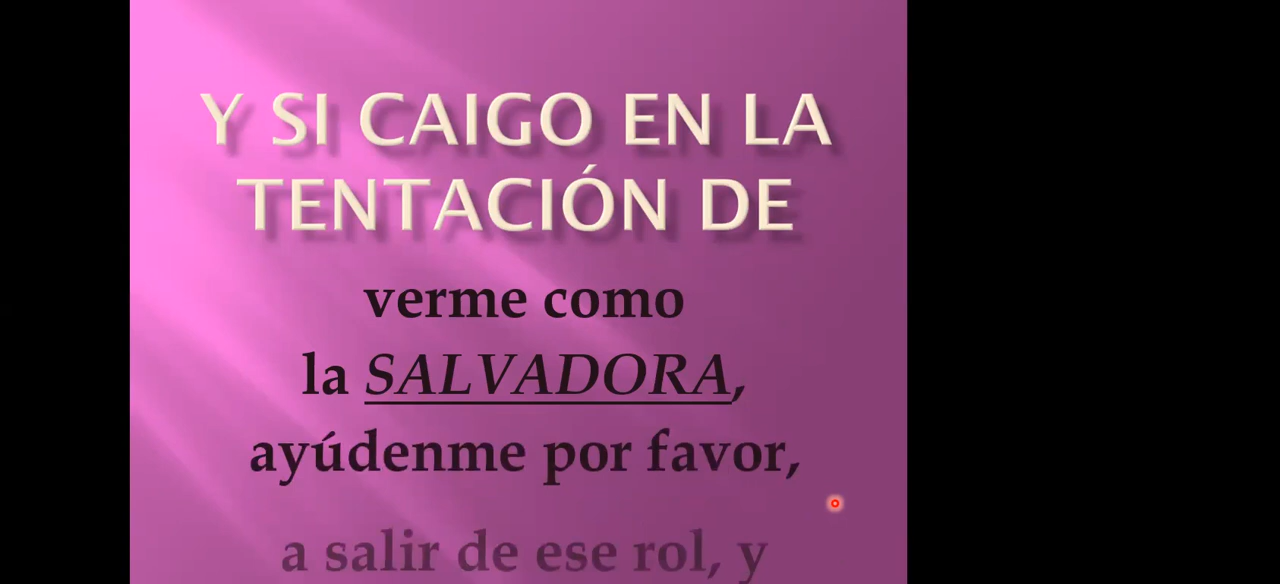 Y SI CAIGO EN LA
TENTACIÓN DE
verme como
la SALVADORA,
ayúdenme por favor,
a salir de ese rol, y